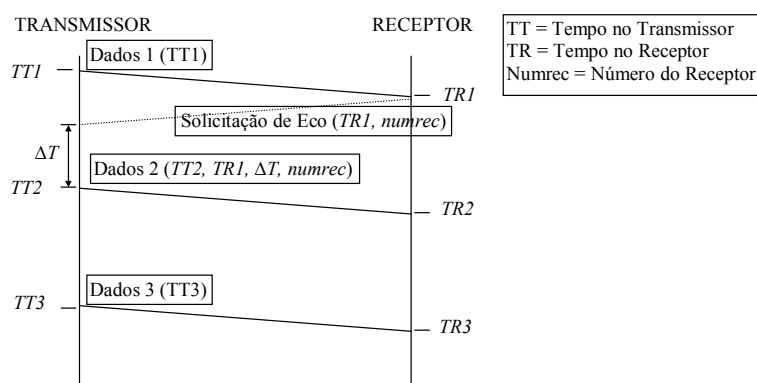 TRANSMISSOR
RECEPTOR
TT = Tempo no Transmissor
TR = Tempo no Receptor
Numrec = Número do Receptor
Dados 1 (TT1)
TT1
TR1
Solicitação de Eco (TR1, numrec)
ΔT
Dados 2 (TT2, TR1, ΔT, numrec)
TT2
TR2
Dados 3 (TT3)
TT3
TR3